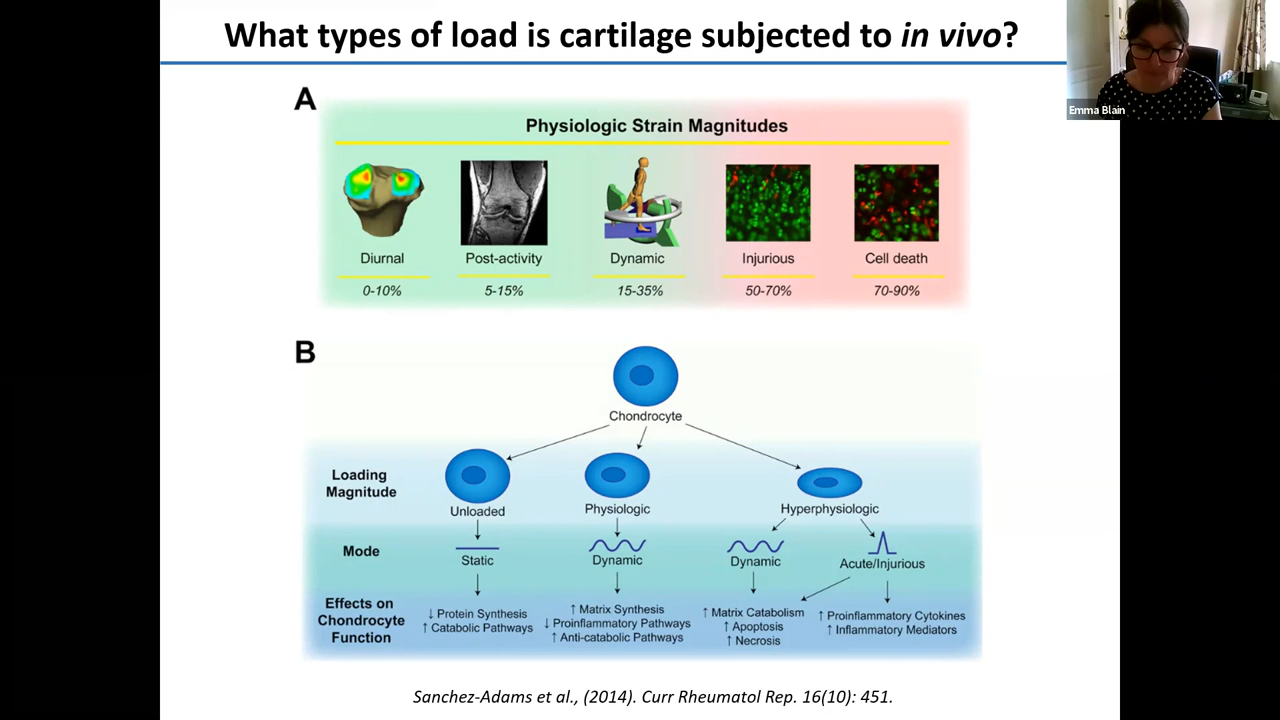 What types of load is cartilage subjected to in vivo?
Emma Blain
A
Physiologic Strain Magnitudes
Diurnal
Post-activity
Dynamic
Injurious
Cell death
0-10%
5-15%
15-35%
50-70%
70-90%
B
Chondrocyte
Loading
Magnitude
Unloaded
Physiologic
Hyperphysiologic
Mode
Static
Dynamic
Dynamic
Acute/Injurious
Effects on
Chondrocyte
Function
↓ Protein Synthesis
↑ Catabolic Pathways
↑ Matrix Synthesis
↓ Proinflammatory Pathways
↑ Anti-catabolic Pathways
↑ Matrix Catabolism
↑ Apoptosis
↑ Necrosis
↑ Proinflammatory Cytokines
↑ Inflammatory Mediators
Sanchez-Adams et al., (2014). Curr Rheumatol Rep. 16(10): 451.